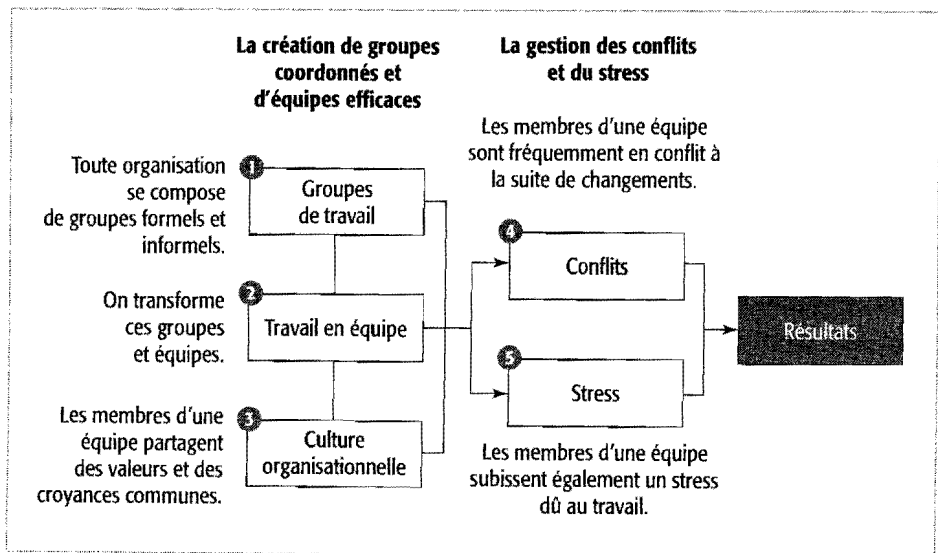 La création de groupes
coordonnés et
d'équipes efficaces
La gestion des conflits
et du stress
Toute organisation
se compose
de groupes formels et
informels.
1
Groupes
de travail
On transforme
ces groupes
et équipes.
2
Travail en équipe
Les membres d'une
équipe partagent
des valeurs et des
croyances communes.
3
Culture
organisationnelle
Les membres d'une équipe
sont fréquemment en conflit à
la suite de changements.
4
Conflits
5
Stress
Les membres d'une équipe
subissent également un stress
dû au travail.
Résultats